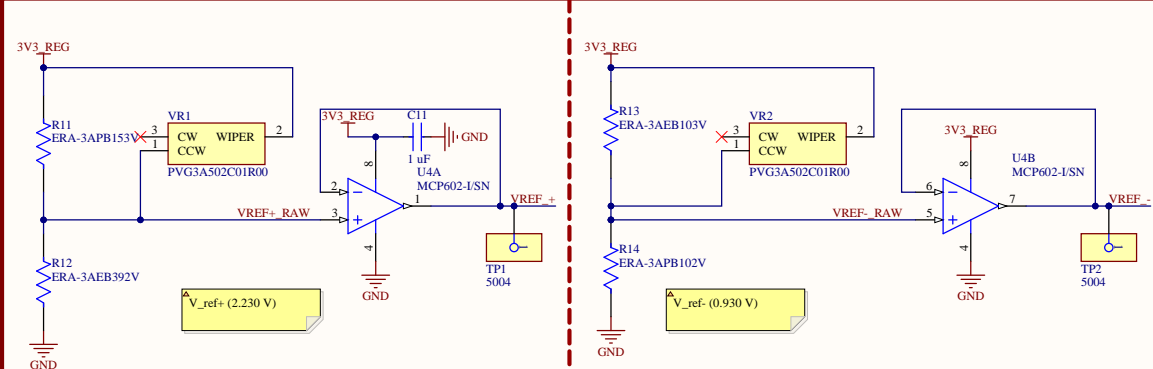 3V3_REG
R11
ERA-3APB153V
VR1
3
CW
WIPER
2
1
CCW
PVG3A502C01R00
3V3_REG
C11
GND
1 uF
8
U4A
MCP602-I/SN
2
1
VREF_+
VREF+_RAW
3
4
GND
TP1
5004
R12
ERA-3AEB392V
V_ref+ (2.230 V)
GND
3V3_REG
R13
ERA-3AEB103V
VR2
3
CW
WIPER
2
1
CCW
PVG3A502C01R00
3V3_REG
8
U4B
MCP602-I/SN
6
7
VREF_-
VREF-_RAW
5
4
GND
TP2
5004
R14
ERA-3APB102V
V_ref- (0.930 V)
GND